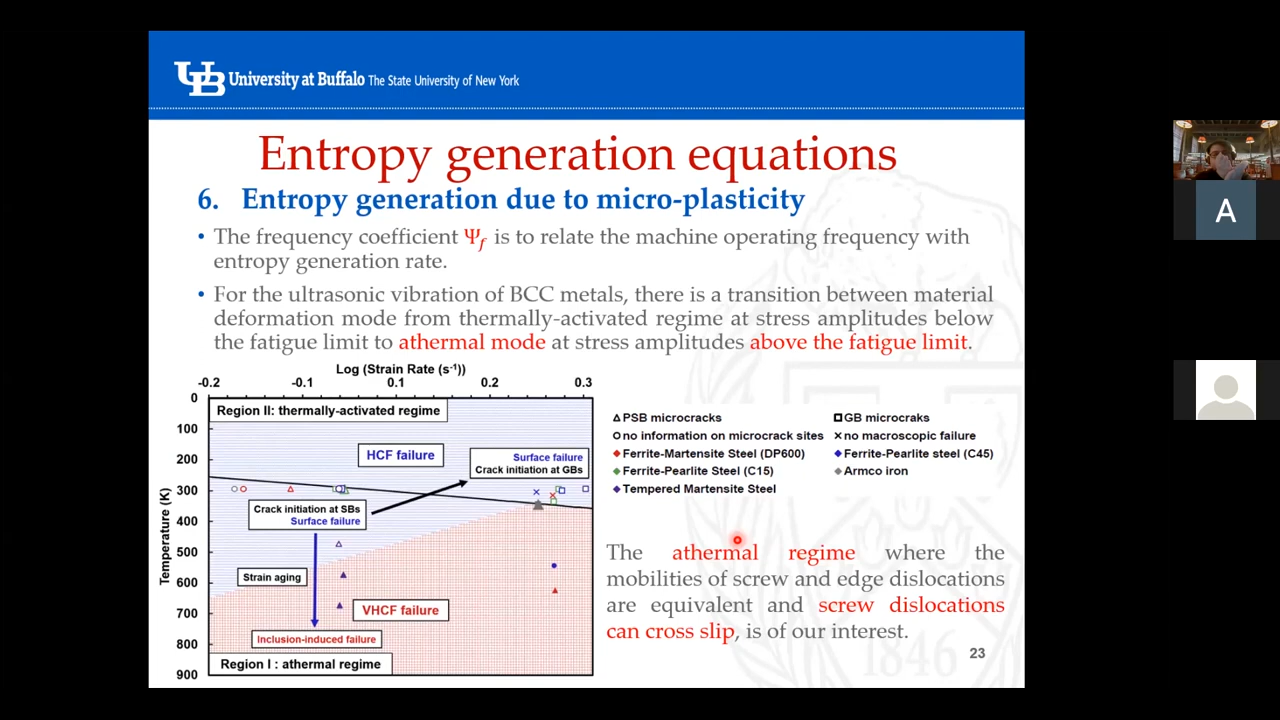 UB University at Buffalo The State University of New York
Entropy generation equations
6. Entropy generation due to micro-plasticity
• The frequency coefficient Ψf is to relate the machine operating frequency with
entropy generation rate.
• For the ultrasonic vibration of BCC metals, there is a transition between material
deformation mode from thermally-activated regime at stress amplitudes below
the fatigue limit to athermal mode at stress amplitudes above the fatigue limit.
Log (Strain Rate (s-1))
-0.2 -0.1 0.1 0.2 0.3
0
100
200
300
400
500
600
700
800
900
Temperature (K)
Region II: thermally-activated regime
HCF failure
Surface failure
Crack initiation at GBs
Crack initiation at SBs
Surface failure
Strain aging
VHCF failure
Inclusion-induced failure
Region I : athermal regime
PSB microcracks
GB microkraks
no information on microcrack sites
no macroscopic failure
Ferrite-Martensite Steel (DP600)
Ferrite-Pearlite steel (C45)
Ferrite-Pearlite Steel (C15)
Armco iron
Tempered Martensite Steel
The athermal regime where the
mobilities of screw and edge dislocations
are equivalent and screw dislocations
can cross slip, is of our interest.
1846
23
A